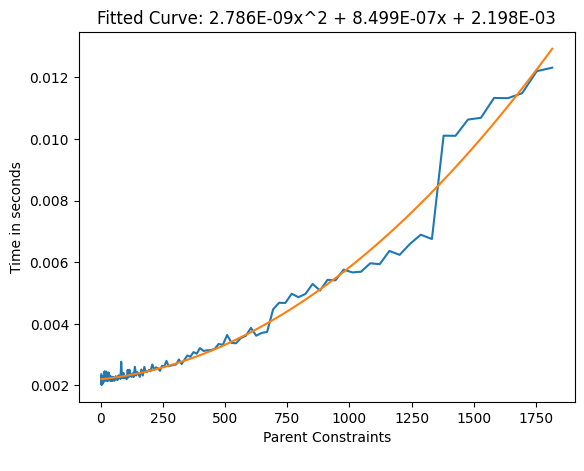 Fitted Curve: 2.786E-09x^2 + 8.499E-07x + 2.198E-03
0.012
0.010
0.008
0.006
0.004
0.002
Time in seconds
0 250 500 750 1000 1250 1500 1750
Parent Constraints